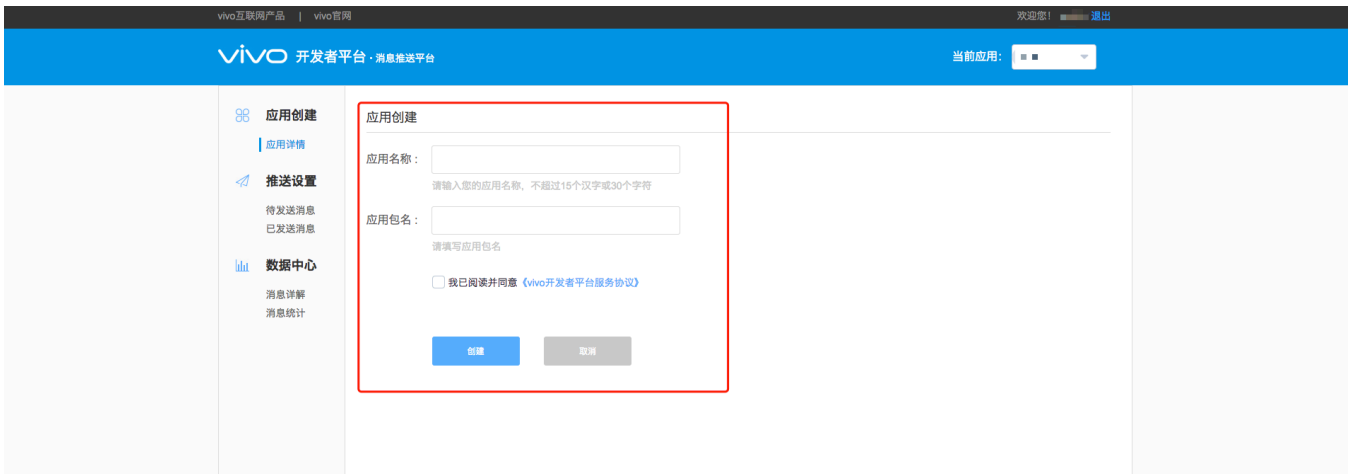 vivo互联网产品 | vivo官网
欢迎您! 退出
vivo 开发者平台 · 消息推送平台
当前应用:
应用创建
应用详情
推送设置
待发送消息
已发送消息
数据中心
消息详解
消息统计
应用创建
应用名称：
请输入您的应用名称，不超过15个汉字或30个字符
应用包名：
请填写应用包名
我已阅读并同意《vivo开发者平台服务协议》
创建 取消